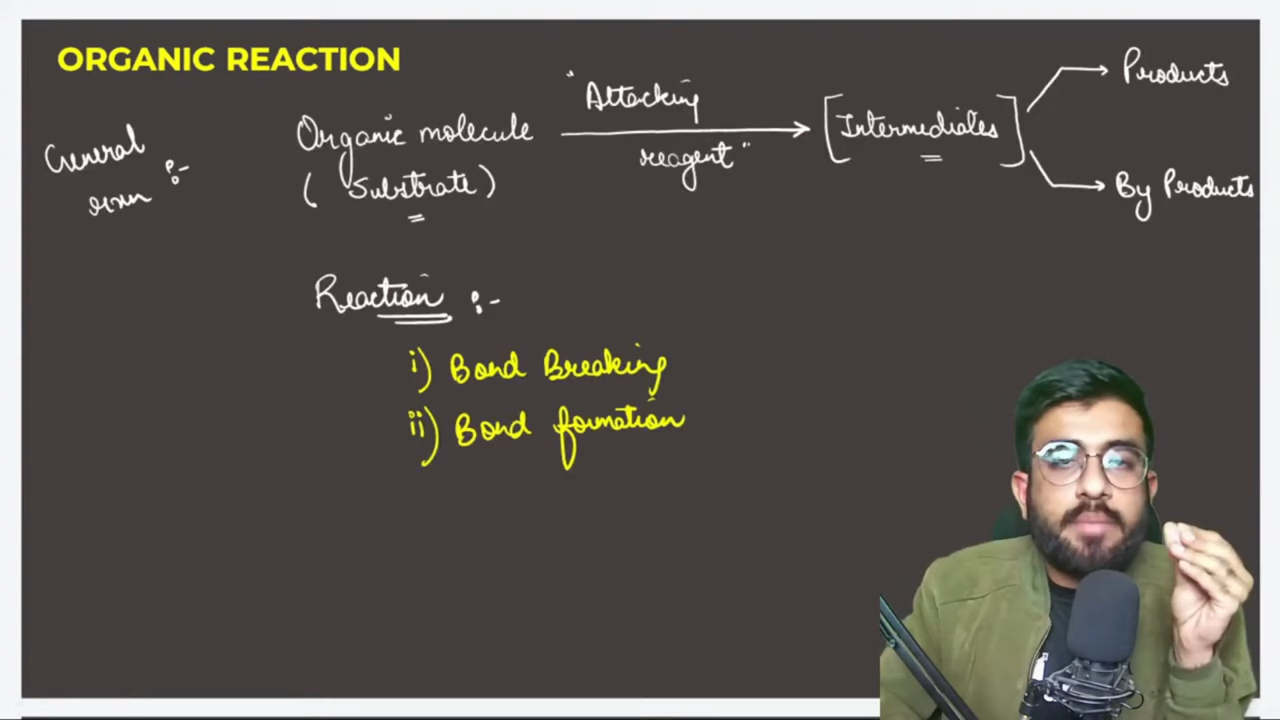 ORGANIC REACTION
General
rxn :-
Organic molecule
(Substrate)
"Attacking
reagent"
[Intermediates]
Products
By Products
Reaction :-
i) Bond Breaking
ii) Bond formation